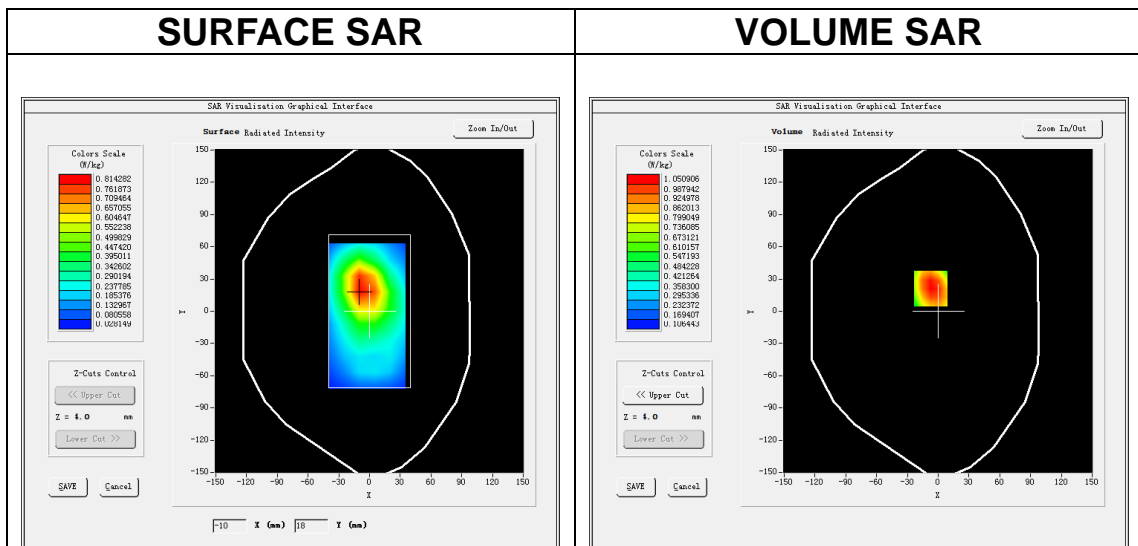 SURFACE SAR
VOLUME SAR
SAR Visualisation Graphical Interface
Surface Radiated Intensity
Zoom In/Out
Colors Scale
(W/kg)
0.814282
0.761873
0.709464
0.657055
0.604647
0.552238
0.499829
0.447420
0.395011
0.342602
0.290194
0.237785
0.185376
0.132967
0.080558
0.028149
150
120
90
60
30
0
-30
-60
-90
-120
-150
Y
-150 -120 -90 -60 -30 0 30 60 90 120 150
X
Z-Cuts Control
<< Upper Cut
Z = 4.0 mm
Lower Cut >>
SAVE Cancel
-10 X (mm) 18 Y (mm)
SAR Visualisation Graphical Interface
Volume Radiated Intensity
Zoom In/Out
Colors Scale
(W/kg)
1.050906
0.987942
0.924978
0.862013
0.799049
0.736085
0.673121
0.610157
0.547193
0.484228
0.421264
0.358300
0.295336
0.232372
0.169407
0.106443
150
120
90
60
30
0
-30
-60
-90
-120
-150
Y
-150 -120 -90 -60 -30 0 30 60 90 120 150
X
Z-Cuts Control
<< Upper Cut
Z = 4.0 mm
Lower Cut >>
SAVE Cancel